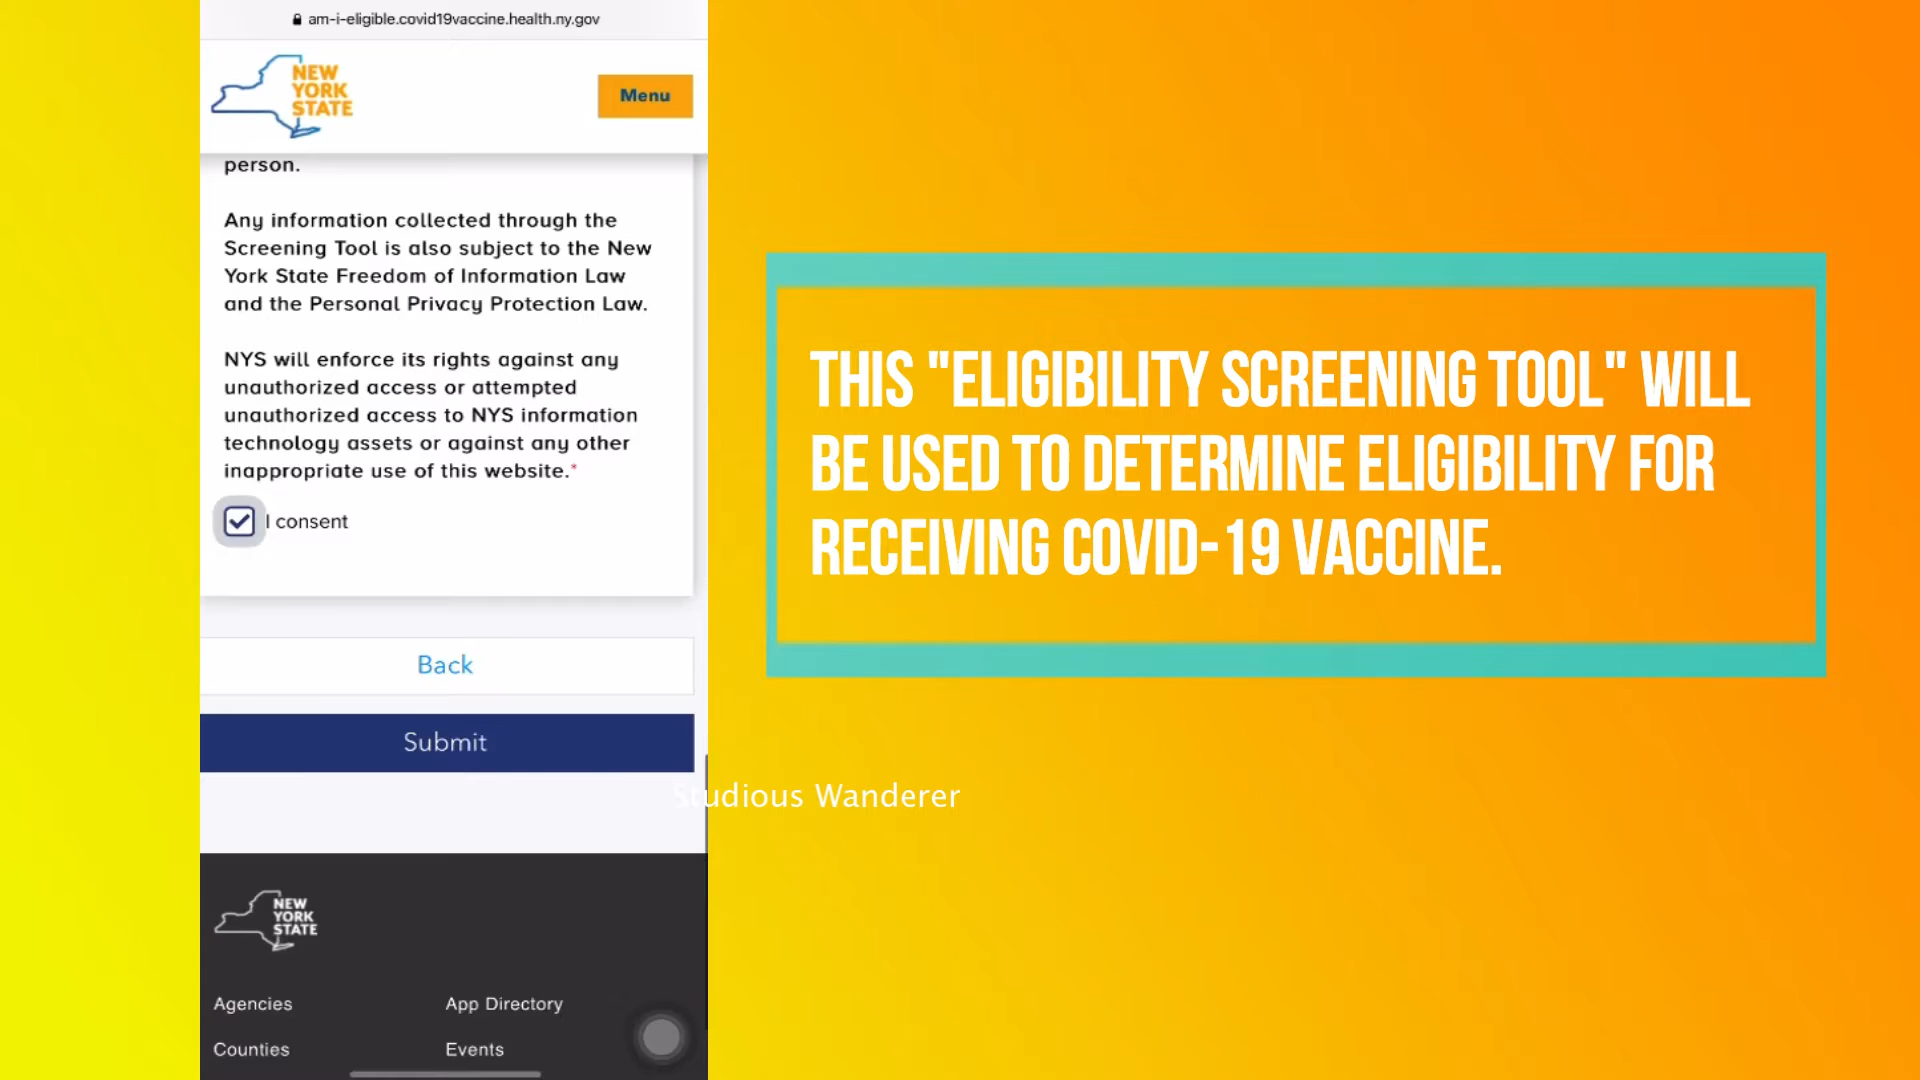 am-i-eligible.covid19vaccine.health.ny.gov
NEW
YORK
STATE
Menu
person.
Any information collected through the
Screening Tool is also subject to the New
York State Freedom of Information Law
and the Personal Privacy Protection Law.
NYS will enforce its rights against any
unauthorized access or attempted
unauthorized access to NYS information
technology assets or against any other
inappropriate use of this website.*
I consent
Back
Submit
NEW
YORK
STATE
Agencies
App Directory
Counties
Events
THIS "ELIGIBILITY SCREENING TOOL" WILL
BE USED TO DETERMINE ELIGIBILITY FOR
RECEIVING COVID-19 VACCINE.
Studious Wanderer